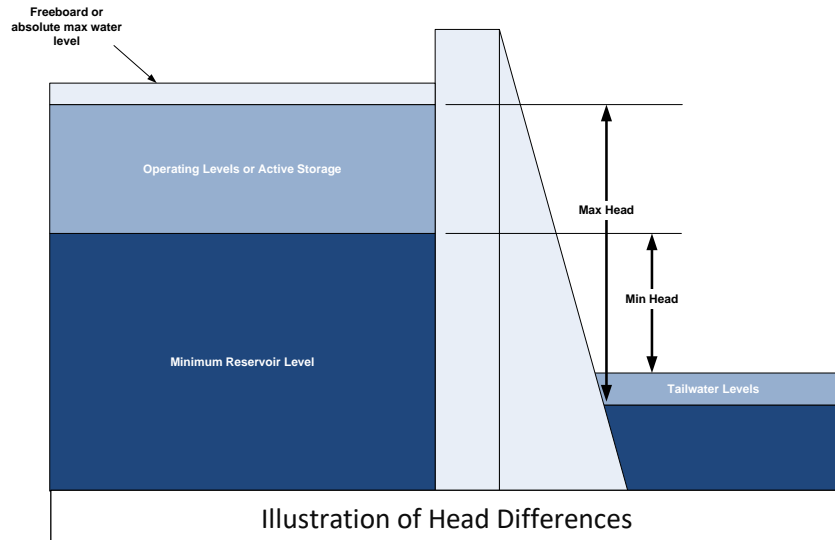 Freeboard or
absolute max water
level
Operating Levels or Active Storage
Max Head
Min Head
Minimum Reservoir Level
Tailwater Levels
Illustration of Head Differences